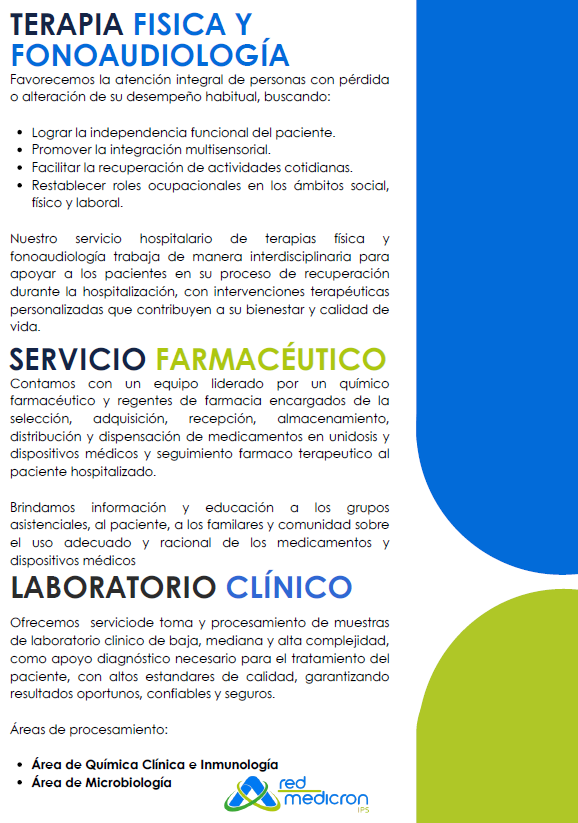 TERAPIA FISICA Y
FONOAUDIOLOGÍA
Favorecemos la atención integral de personas con pérdida
o alteración de su desempeño habitual, buscando:
• Lograr la independencia funcional del paciente.
• Promover la integración multisensorial.
• Facilitar la recuperación de actividades cotidianas.
• Restablecer roles ocupacionales en los ámbitos social,
físico y laboral.
Nuestro servicio hospitalario de terapias física y
fonoaudiología trabaja de manera interdisciplinaria para
apoyar a los pacientes en su proceso de recuperación
durante la hospitalización, con intervenciones terapéuticas
personalizadas que contribuyen a su bienestar y calidad de
vida.
SERVICIO FARMACÉUTICO
Contamos con un equipo liderado por un químico
farmacéutico y regentes de farmacia encargados de la
selección, adquisición, recepción, almacenamiento,
distribución y dispensación de medicamentos en unidosis y
dispositivos médicos y seguimiento farmaco terapeutico al
paciente hospitalizado.
Brindamos información y educación a los grupos
asistenciales, al paciente, a los familares y comunidad sobre
el uso adecuado y racional de los medicamentos y
dispositivos médicos
LABORATORIO CLÍNICO
Ofrecemos serviciode toma y procesamiento de muestras
de laboratorio clinico de baja, mediana y alta complejidad,
como apoyo diagnóstico necesario para el tratamiento del
paciente, con altos estandares de calidad, garantizando
resultados oportunos, confiables y seguros.
Áreas de procesamiento:
• Área de Química Clínica e Inmunología
• Área de Microbiología
red
medicron
IPS